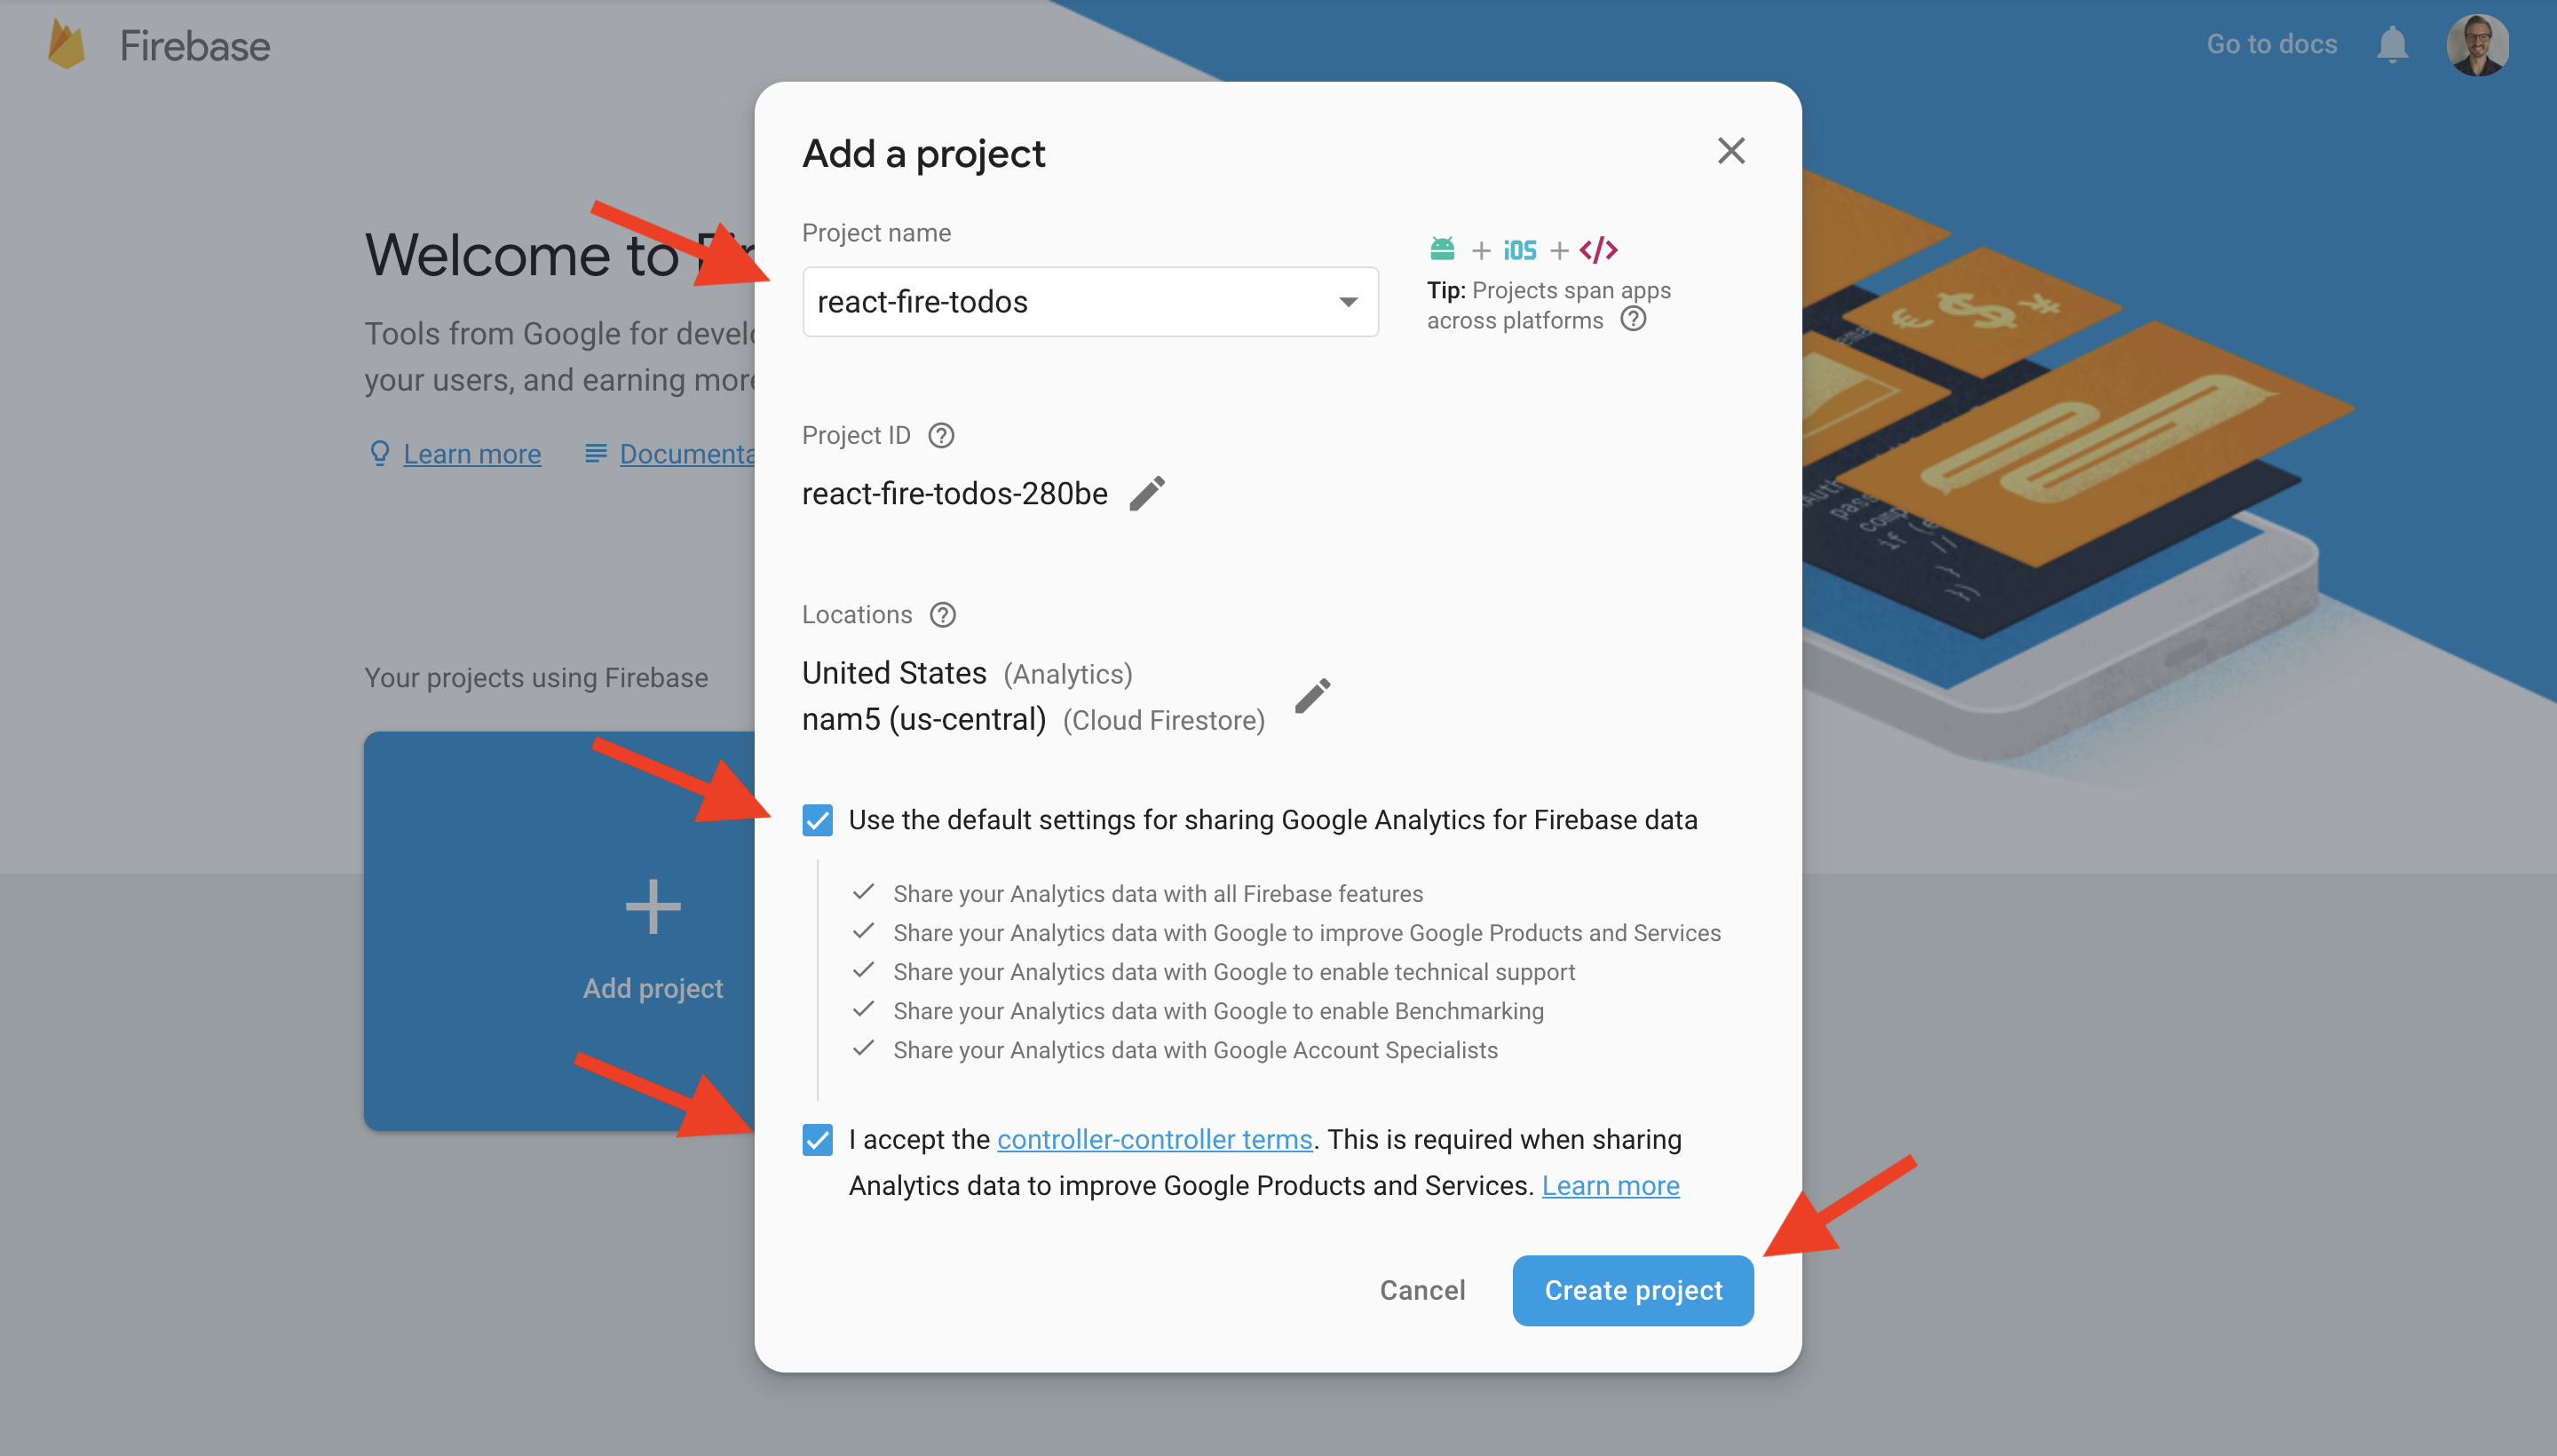 Firebase
Go to docs
Add a project
Project name
react-fire-todos
iOS
Tip: Projects span apps
across platforms
Project ID
react-fire-todos-280be
Locations
United States (Analytics)
nam5 (us-central) (Cloud Firestore)
Use the default settings for sharing Google Analytics for Firebase data
Share your Analytics data with all Firebase features
Share your Analytics data with Google to improve Google Products and Services
Share your Analytics data with Google to enable technical support
Share your Analytics data with Google to enable Benchmarking
Share your Analytics data with Google Account Specialists
I accept the controller-controller terms. This is required when sharing
Analytics data to improve Google Products and Services. Learn more
Cancel
Create project
Welcome to
Tools from Google for
your users, and earning
Learn more
Your projects using Firebase
Add project